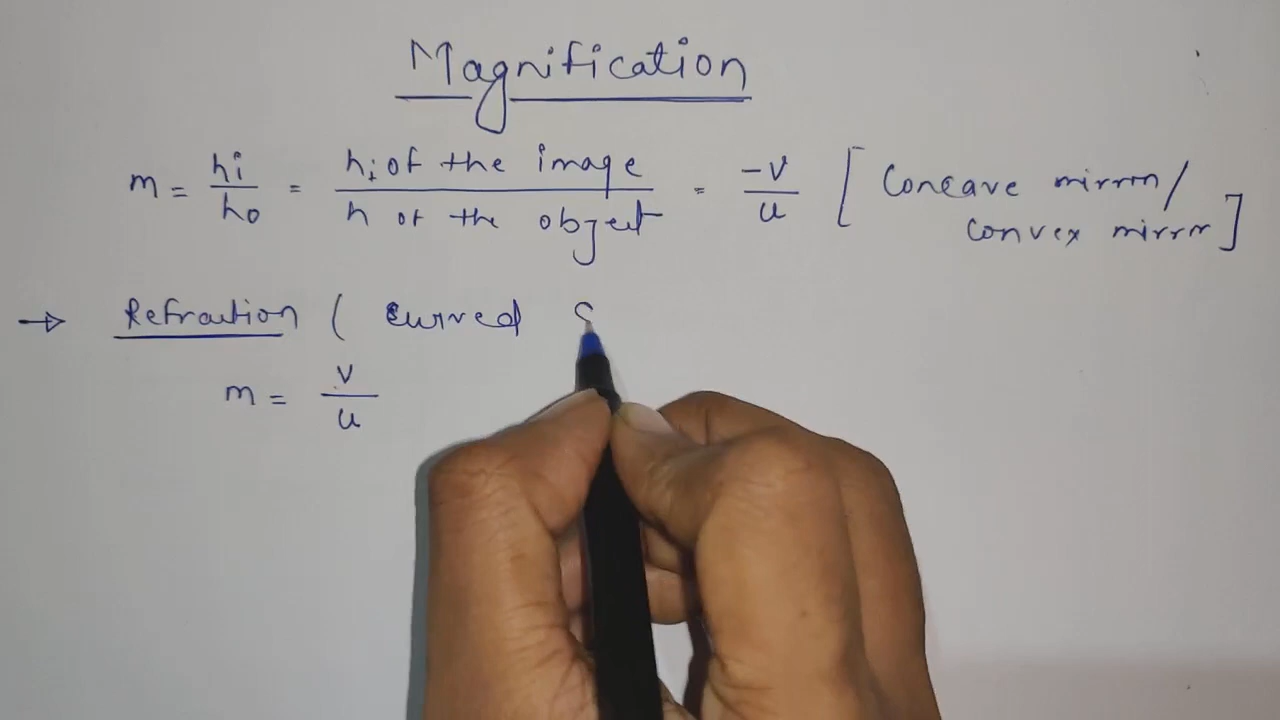 Magnification
m = hi/ho = hi of the image / h of the object = -v/u [ Concave mirror /
convex mirror ]
→ Refraction ( curved S
m = v/u